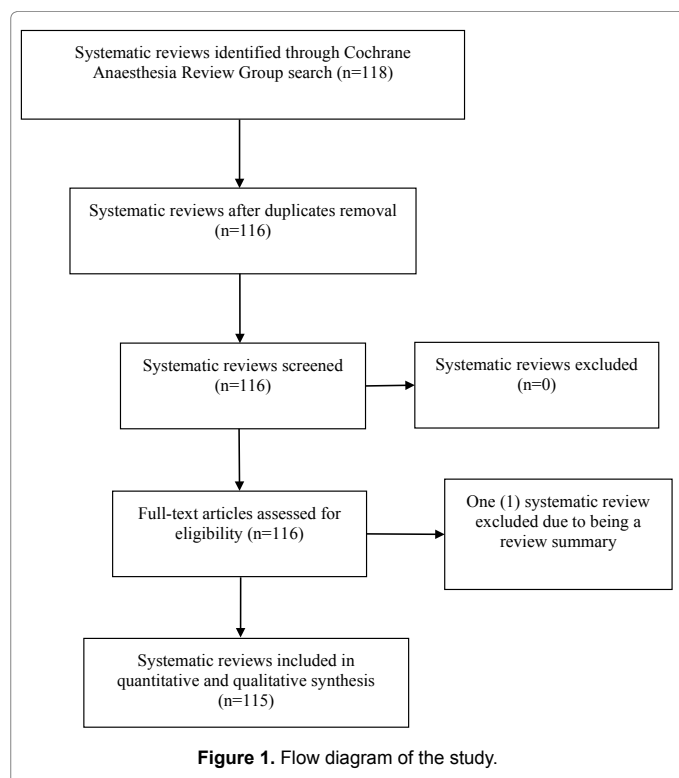 Systematic reviews identified through Cochrane
Anaesthesia Review Group search (n=118)
Systematic reviews after duplicates removal
(n=116)
Systematic reviews screened
(n=116)
Systematic reviews excluded
(n=0)
Full-text articles assessed for
eligibility (n=116)
One (1) systematic review
excluded due to being a
review summary
Systematic reviews included in
quantitative and qualitative synthesis
(n=115)
Figure 1. Flow diagram of the study.